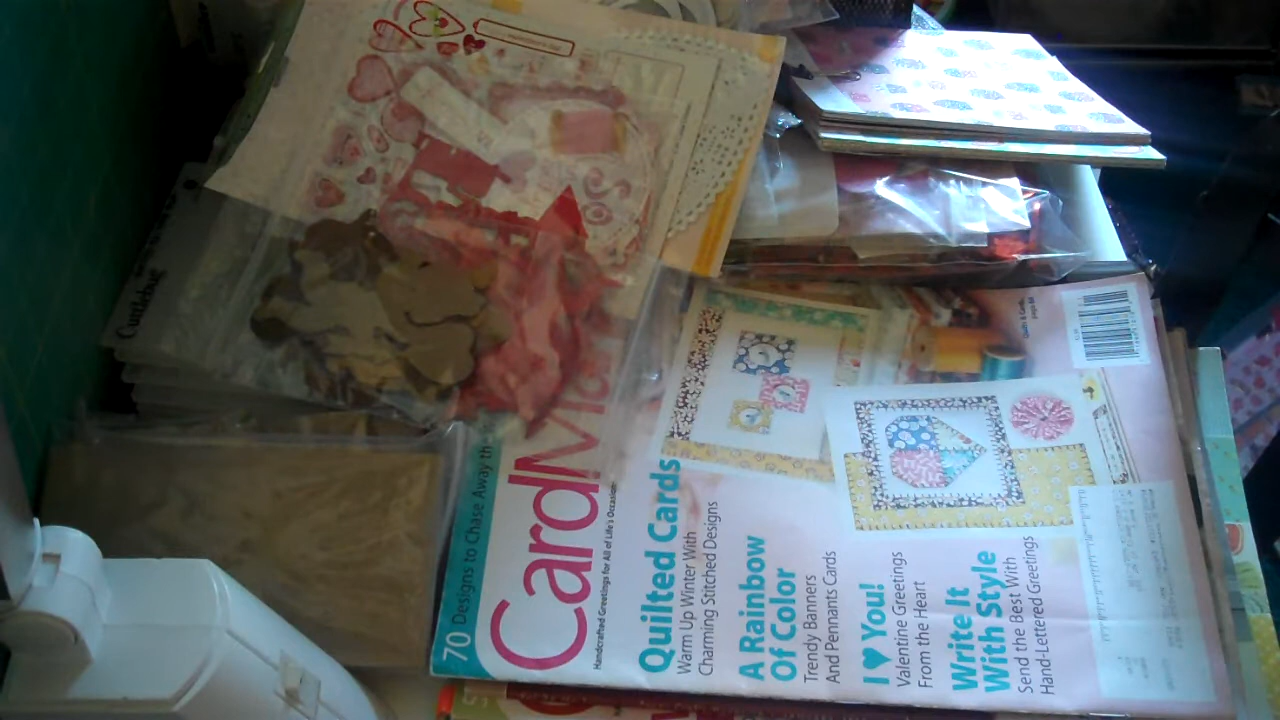 70 Designs to Chase Away th
CardMa
Handcrafted Greetings for All of Life's Occasion
Quilted Cards
Warm Up Winter With
Charming Stitched Designs
A Rainbow
Of Color
Trendy Banners
And Pennants Cards
I ♥ You!
Valentine Greetings
From the Heart
Write It
With Style
Send the Best With
Hand-Lettered Greetings
Cuttlebug